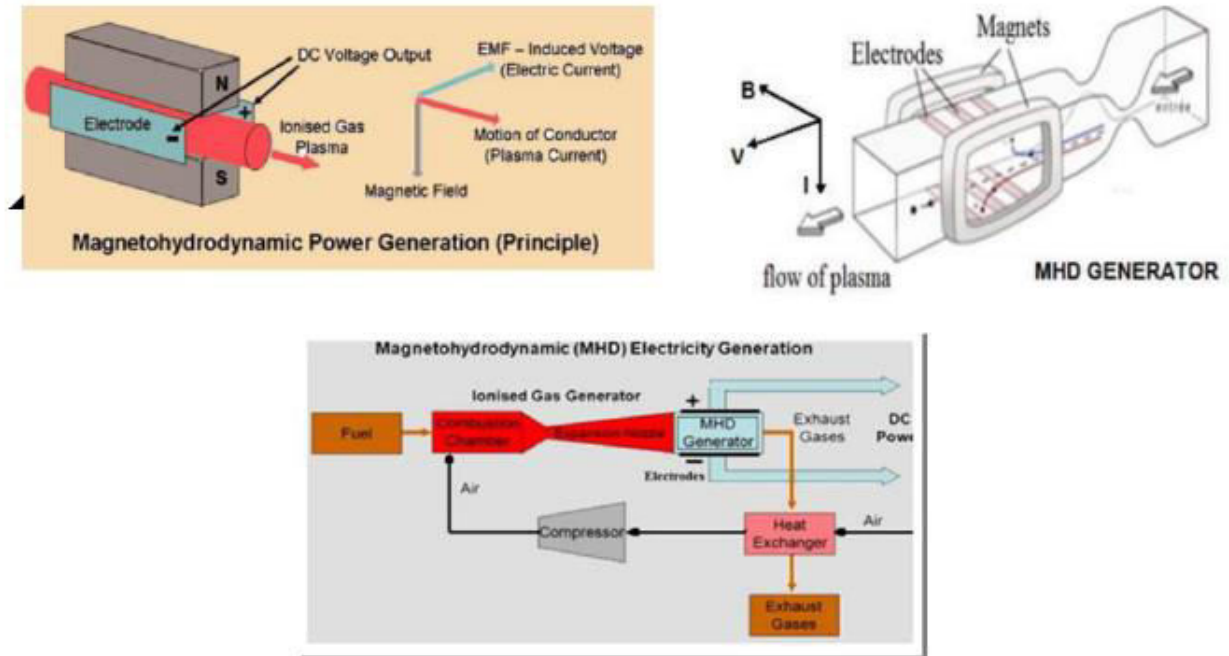 DC Voltage Output
N
+
Electrode
-
S
Ionised Gas
Plasma
EMF – Induced Voltage
(Electric Current)
Motion of Conductor
(Plasma Current)
Magnetic Field
Magnetohydrodynamic Power Generation (Principle)
Magnets
Electrodes
B
V
I
entrée
flow of plasma
MHD GENERATOR
Magnetohydrodynamic (MHD) Electricity Generation
Ionised Gas Generator
Fuel
Combustion
Chamber
Expansion Nozzle
+
MHD
Generator
–
Electrodes
Exhaust
Gases
DC
Powe
Air
Compressor
Heat
Exchanger
Air
Exhaust
Gases